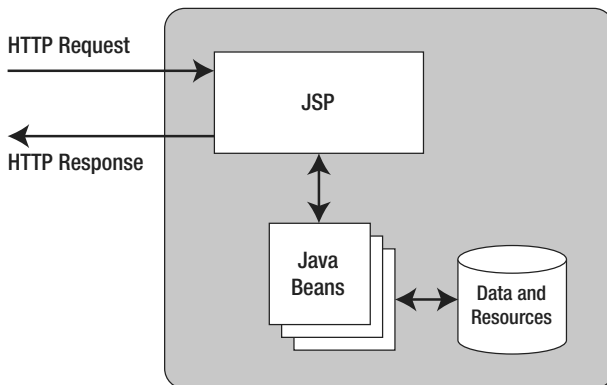 HTTP Request
JSP
HTTP Response
Java
Beans
Data and
Resources